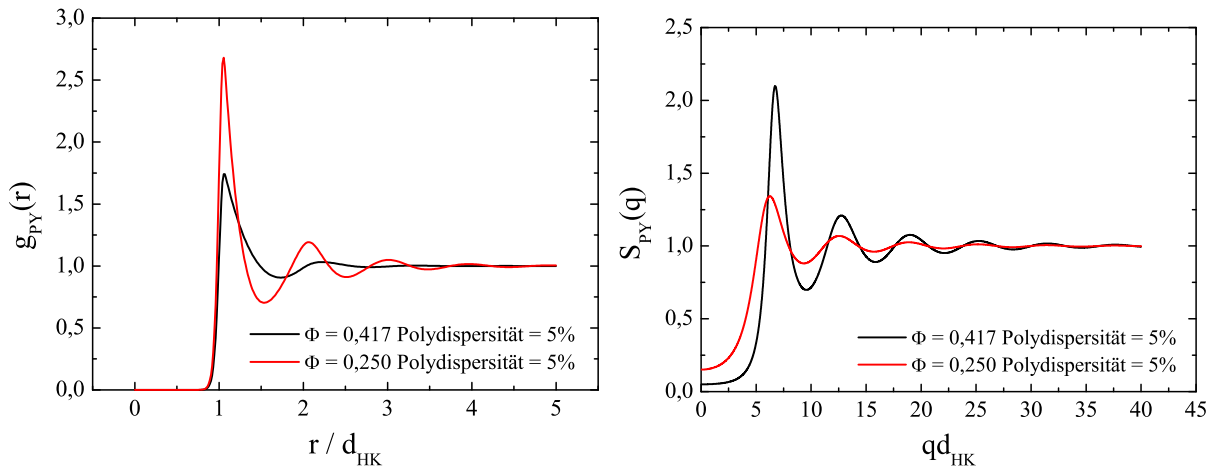 3,0
2,5
2,0
1,5
1,0
0,5
0,0
g_PY(r)
0 1 2 3 4 5
r / d_HK
Φ = 0,417 Polydispersität = 5%
Φ = 0,250 Polydispersität = 5%
2,5
2,0
1,5
1,0
0,5
0,0
S_PY(q)
0 5 10 15 20 25 30 35 40 45
qd_HK
Φ = 0,417 Polydispersität = 5%
Φ = 0,250 Polydispersität = 5%